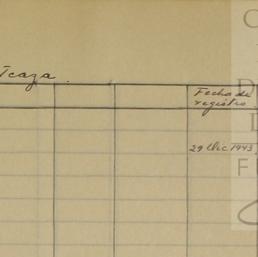 Icaza.
Fecha de
registro.
29 Dic 1943